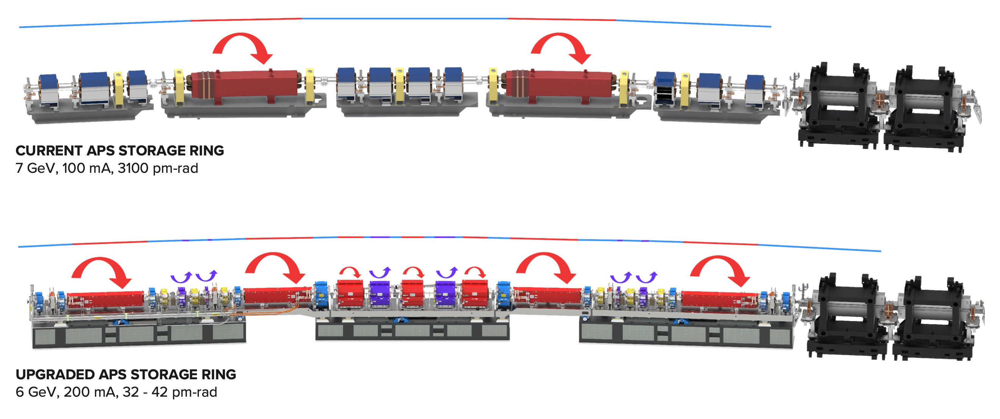 CURRENT APS STORAGE RING
7 GeV, 100 mA, 3100 pm-rad
UPGRADED APS STORAGE RING
6 GeV, 200 mA, 32 - 42 pm-rad